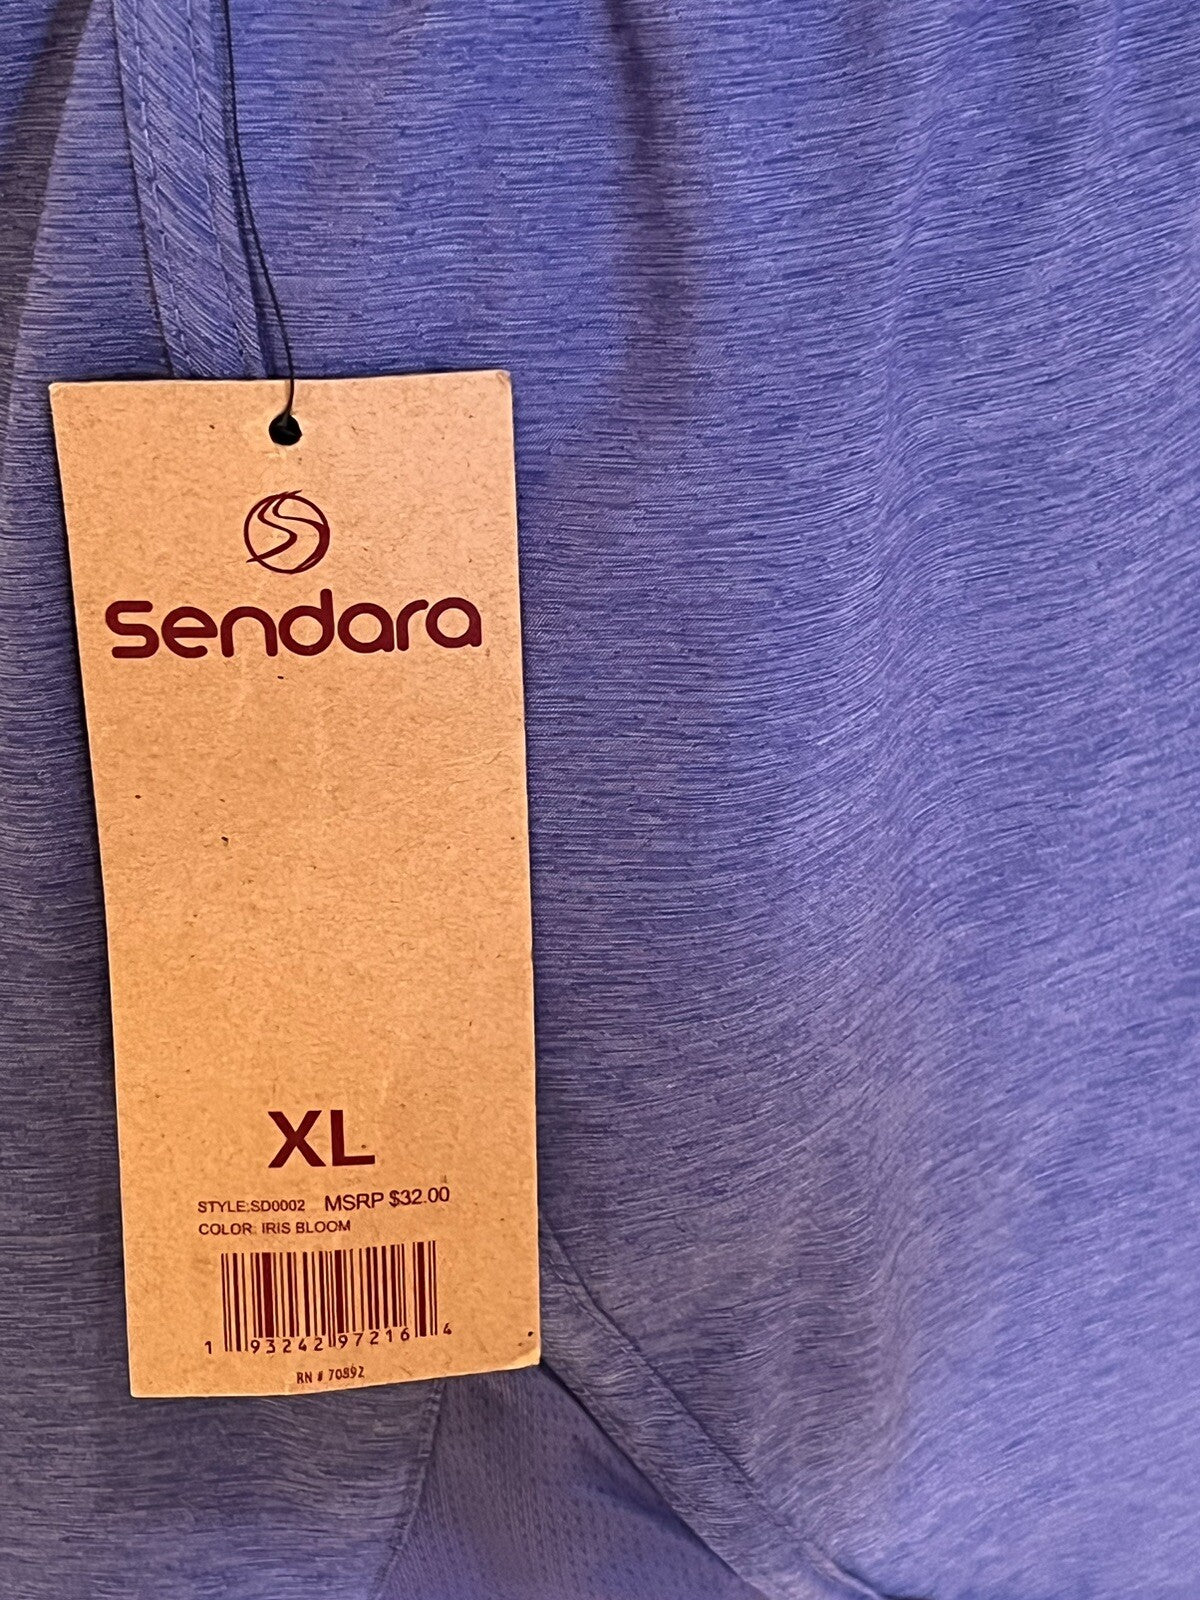 sendara
XL
STYLE:SD0002 MSRP $32.00
COLOR: IRIS BLOOM
1 93242 97216 4
RN # 70892